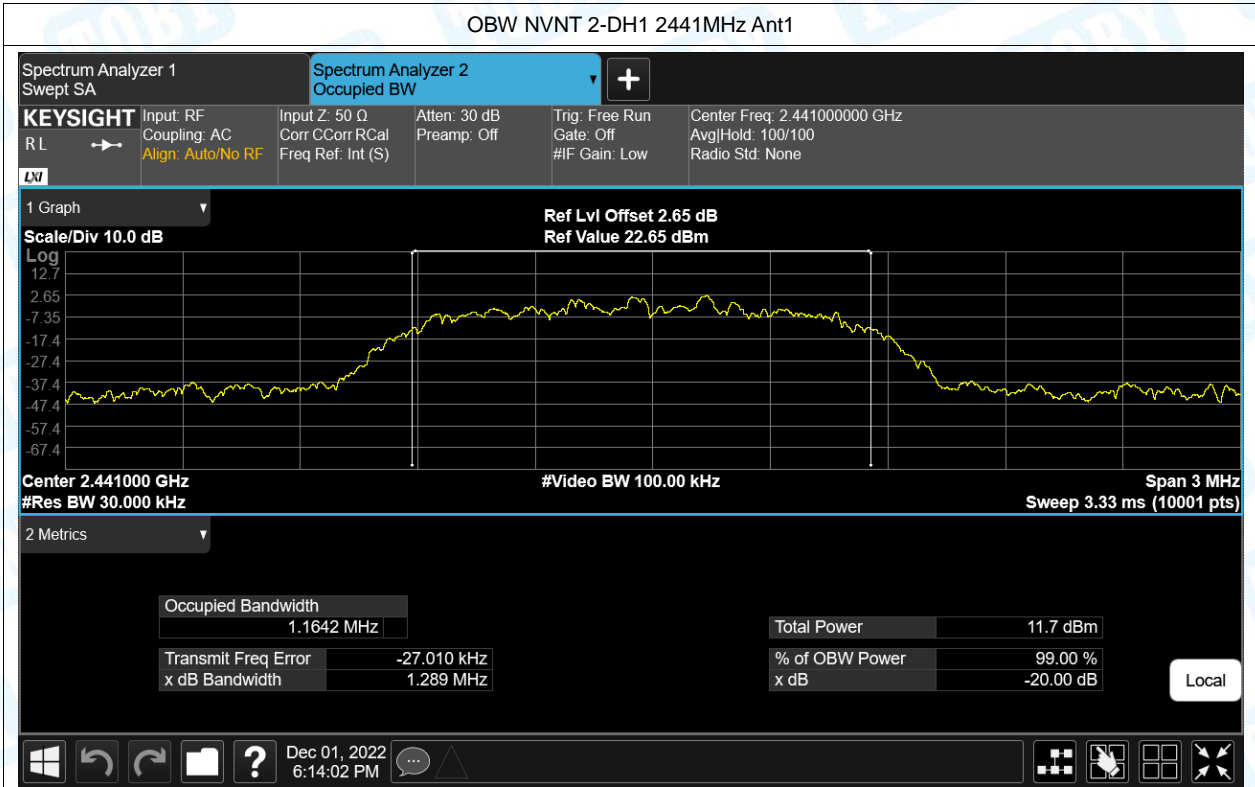 OBW NVNT 2-DH1 2441MHz Ant1
Spectrum Analyzer 1
Swept SA
Spectrum Analyzer 2
Occupied BW
KEYSIGHT
RL
LXI
Input: RF
Coupling: AC
Align: Auto/No RF
Input Z: 50 Ω
Corr CCorr RCal
Freq Ref: Int (S)
Atten: 30 dB
Preamp: Off
Trig: Free Run
Gate: Off
#IF Gain: Low
Center Freq: 2.441000000 GHz
Avg|Hold: 100/100
Radio Std: None
1 Graph
Scale/Div 10.0 dB
Ref Lvl Offset 2.65 dB
Ref Value 22.65 dBm
Log
12.7
2.65
-7.35
-17.4
-27.4
-37.4
-47.4
-57.4
-67.4
Center 2.441000 GHz
#Video BW 100.00 kHz
Span 3 MHz
#Res BW 30.000 kHz
Sweep 3.33 ms (10001 pts)
2 Metrics
Occupied Bandwidth
1.1642 MHz
Transmit Freq Error -27.010 kHz
x dB Bandwidth 1.289 MHz
Total Power 11.7 dBm
% of OBW Power 99.00 %
x dB -20.00 dB
Local
Dec 01, 2022
6:14:02 PM